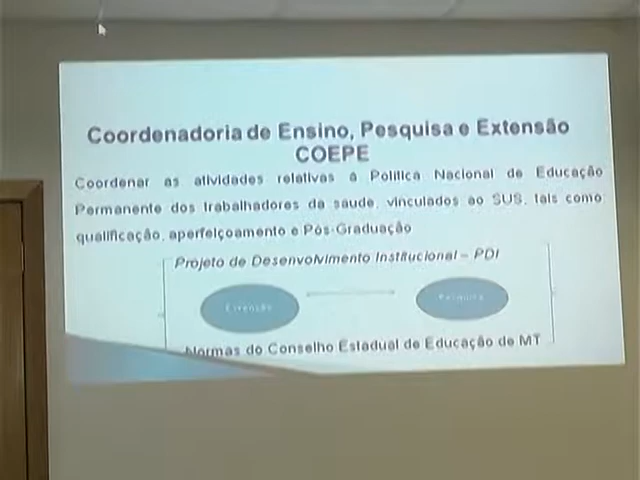 Coordenadoria de Ensino, Pesquisa e Extensão
COEPE
Coordenar as atividades relativas à Política Nacional de Educação
Permanente dos trabalhadores da saúde, vinculados ao SUS, tais como
qualificação, aperfeiçoamento e Pós-Graduação
Projeto de Desenvolvimento Institucional – PDI
Extensão
Pesquisa
Normas do Conselho Estadual de Educação de MT